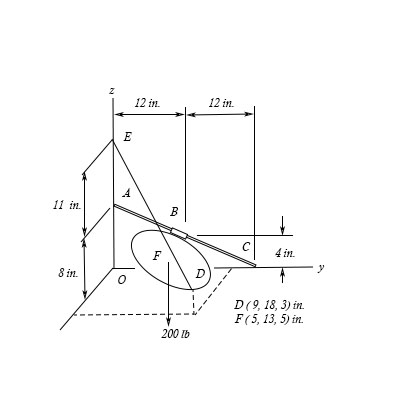 z
12 in.
12 in.
E
A
11 in.
B
C
4 in.
F
D
8 in.
O
y
D ( 9, 18, 3) in.
F ( 5, 13, 5) in.
200 lb